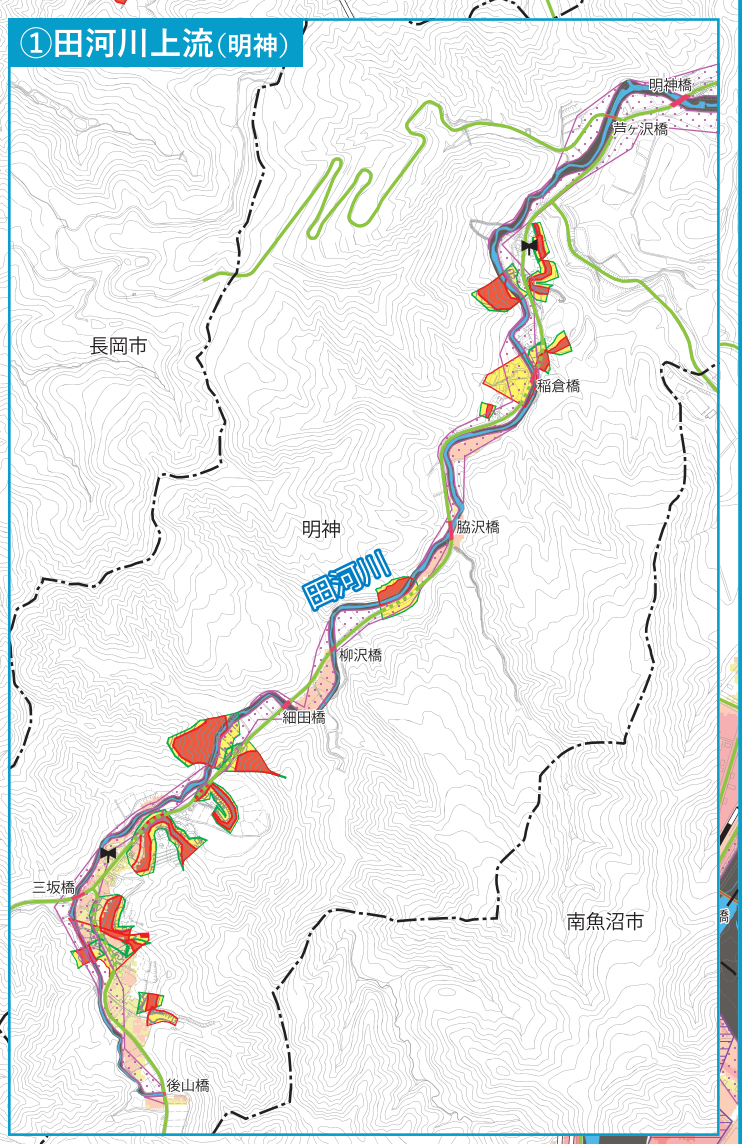 ①田河川上流(明神)
明神橋
芦ヶ沢橋
長岡市
稲倉橋
明神
脇沢橋
田河川
柳沢橋
細田橋
三坂橋
南魚沼市
橋
後山橋